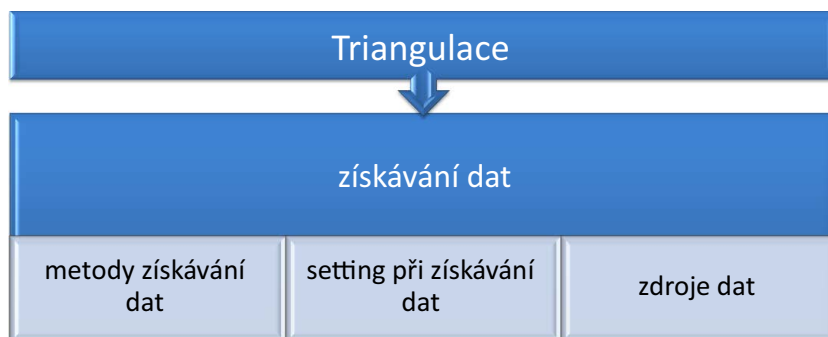 Triangulace
získávání dat
metody získávání
dat
setting při získávání
dat
zdroje dat